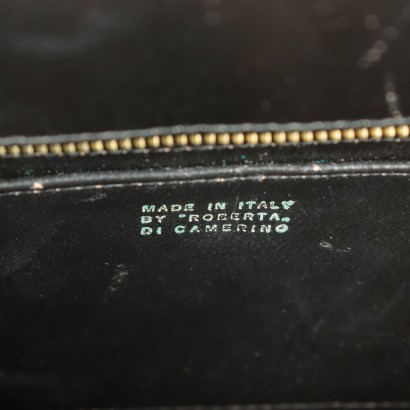 MADE IN ITALY
BY "ROBERTA"
DI CAMERINO